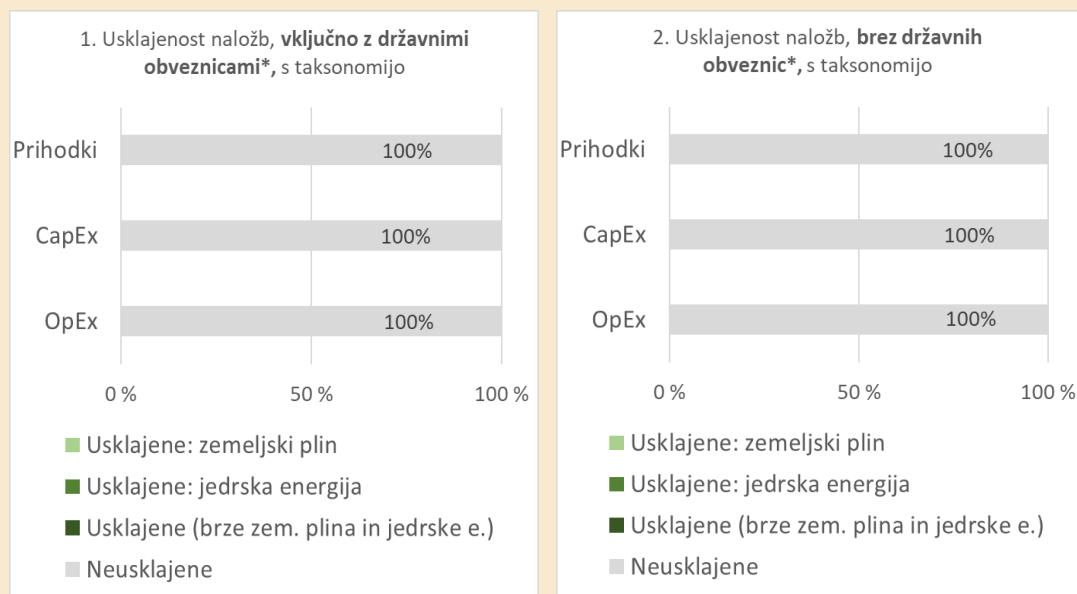 1. Usklajenost naložb, vključno z državnimi
obveznicami*, s taksonomijo
Prihodki
100%
CapEx
100%
OpEx
100%
0 %
50 %
100 %
Usklajene: zemeljski plin
Usklajene: jedrska energija
Usklajene (brze zem. plina in jedrske e.)
Neusklajene
2. Usklajenost naložb, brez državnih
obveznic*, s taksonomijo
Prihodki
100%
CapEx
100%
OpEx
100%
0 %
50 %
100 %
Usklajene: zemeljski plin
Usklajene: jedrska energija
Usklajene (brze zem. plina in jedrske e.)
Neusklajene